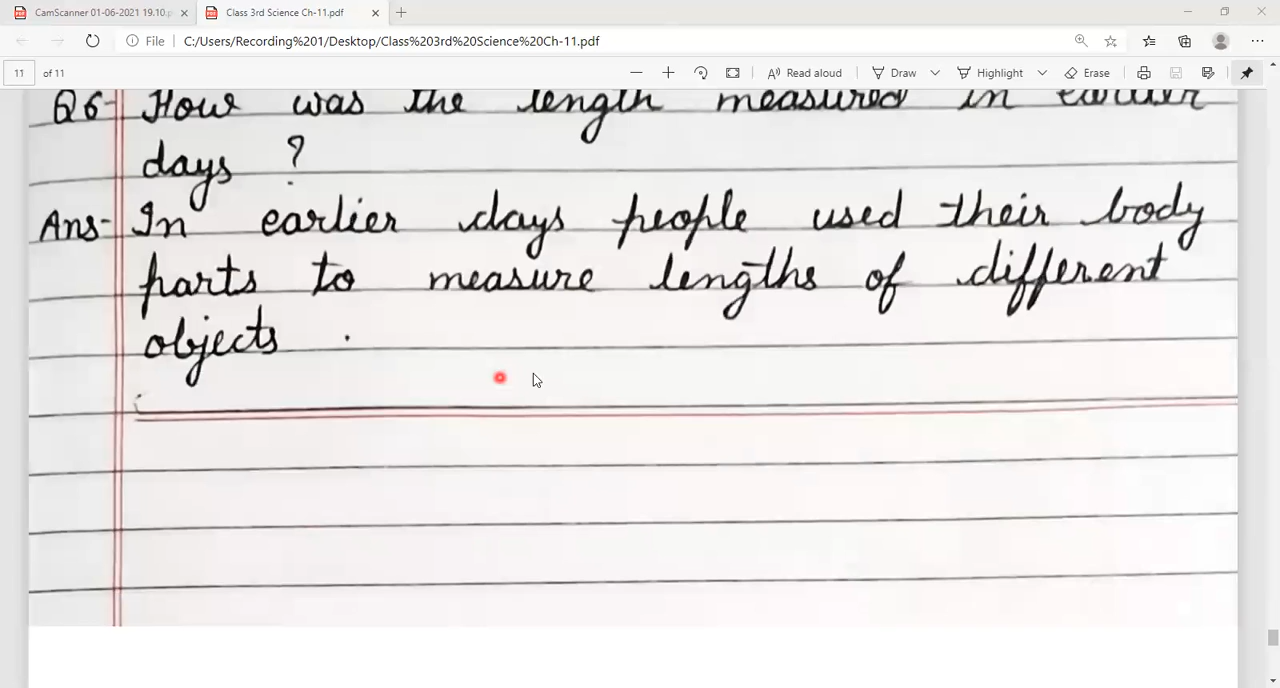 CamScanner 01-06-2021 19.10.p
Class 3rd Science Ch-11.pdf
File C:/Users/Recording%201/Desktop/Class%203rd%20Science%20Ch-11.pdf
11 of 11 Read aloud Draw Highlight Erase
Q6- How was the length measured in earlier
days ?
Ans- In earlier days people used their body
parts to measure lengths of different
objects .